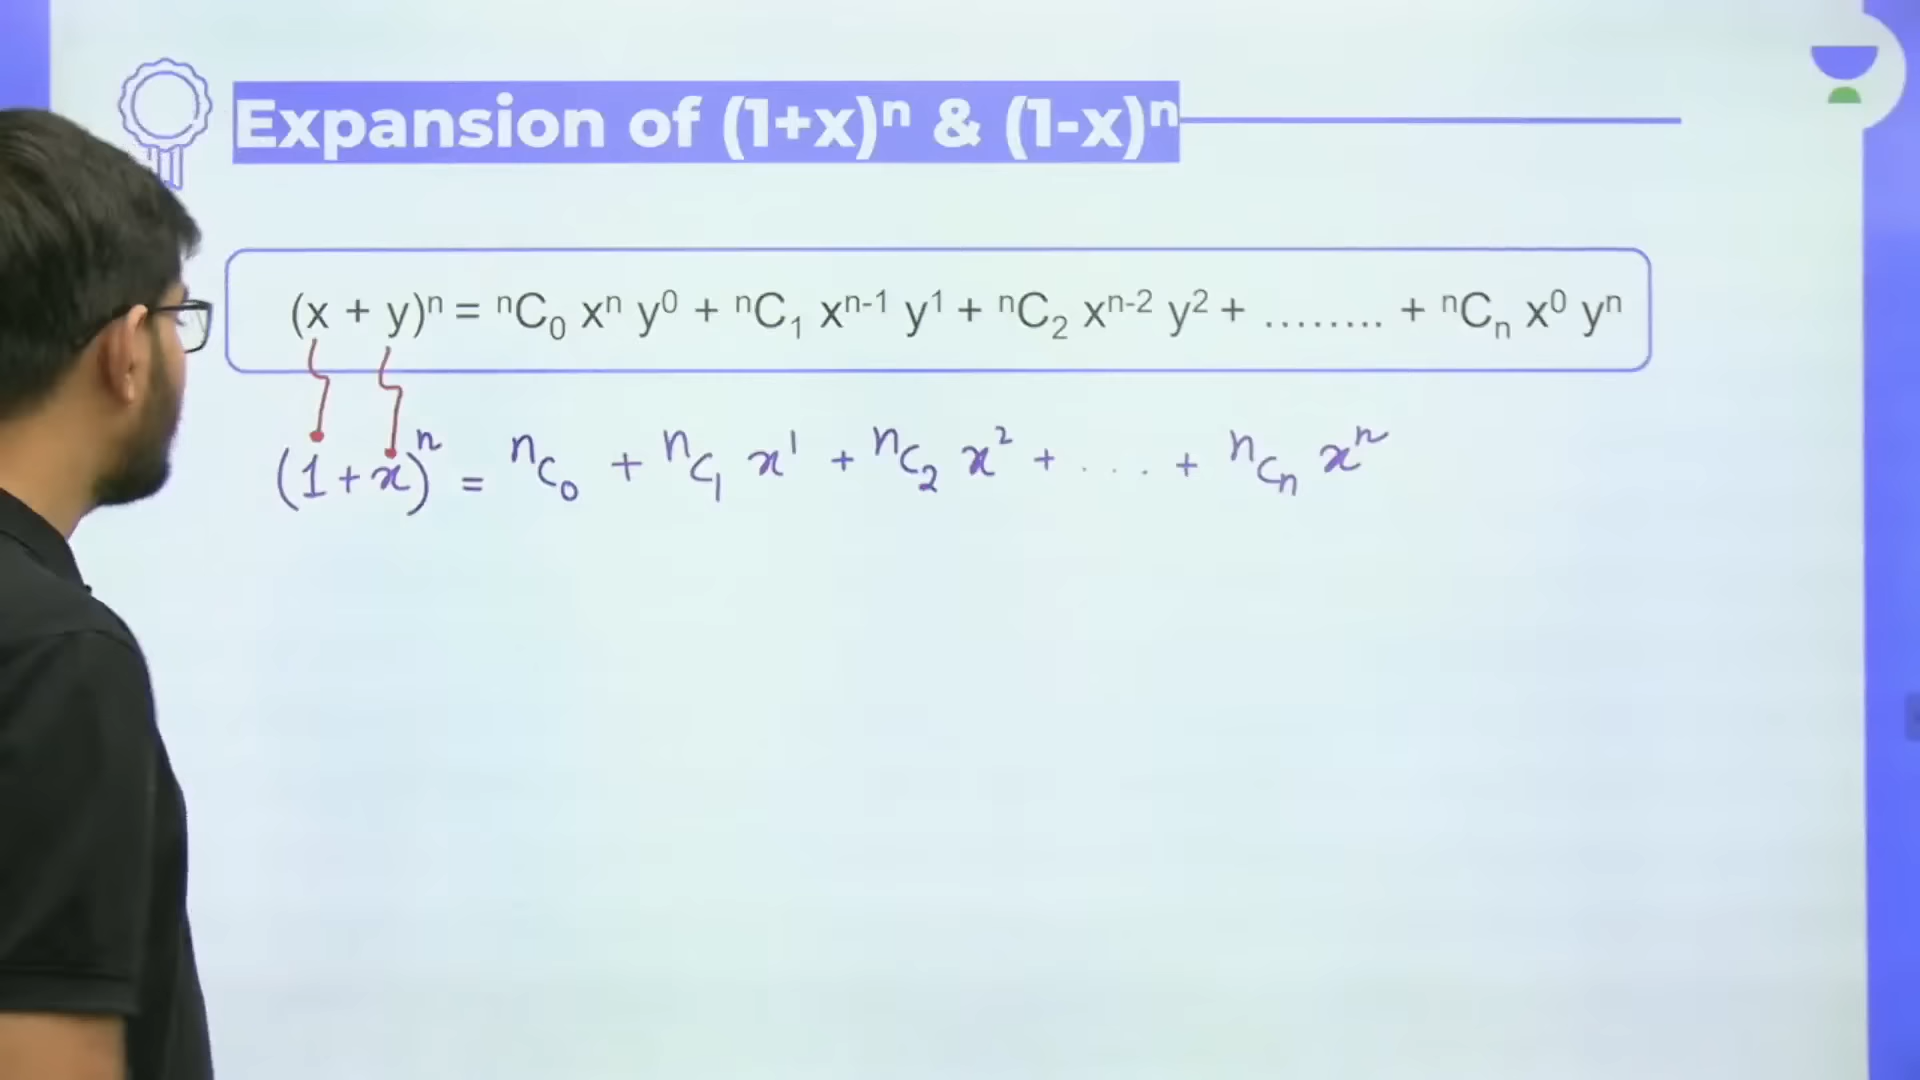 Expansion of (1+x)ⁿ & (1-x)ⁿ
(x + y)ⁿ = ⁿC₀ xⁿ y⁰ + ⁿC₁ xⁿ⁻¹ y¹ + ⁿC₂ xⁿ⁻² y² + ........ + ⁿCₙ x⁰ yⁿ
(1+x)ⁿ = ⁿC₀ + ⁿC₁ x¹ + ⁿC₂ x² + . . . . + ⁿCₙ xⁿ